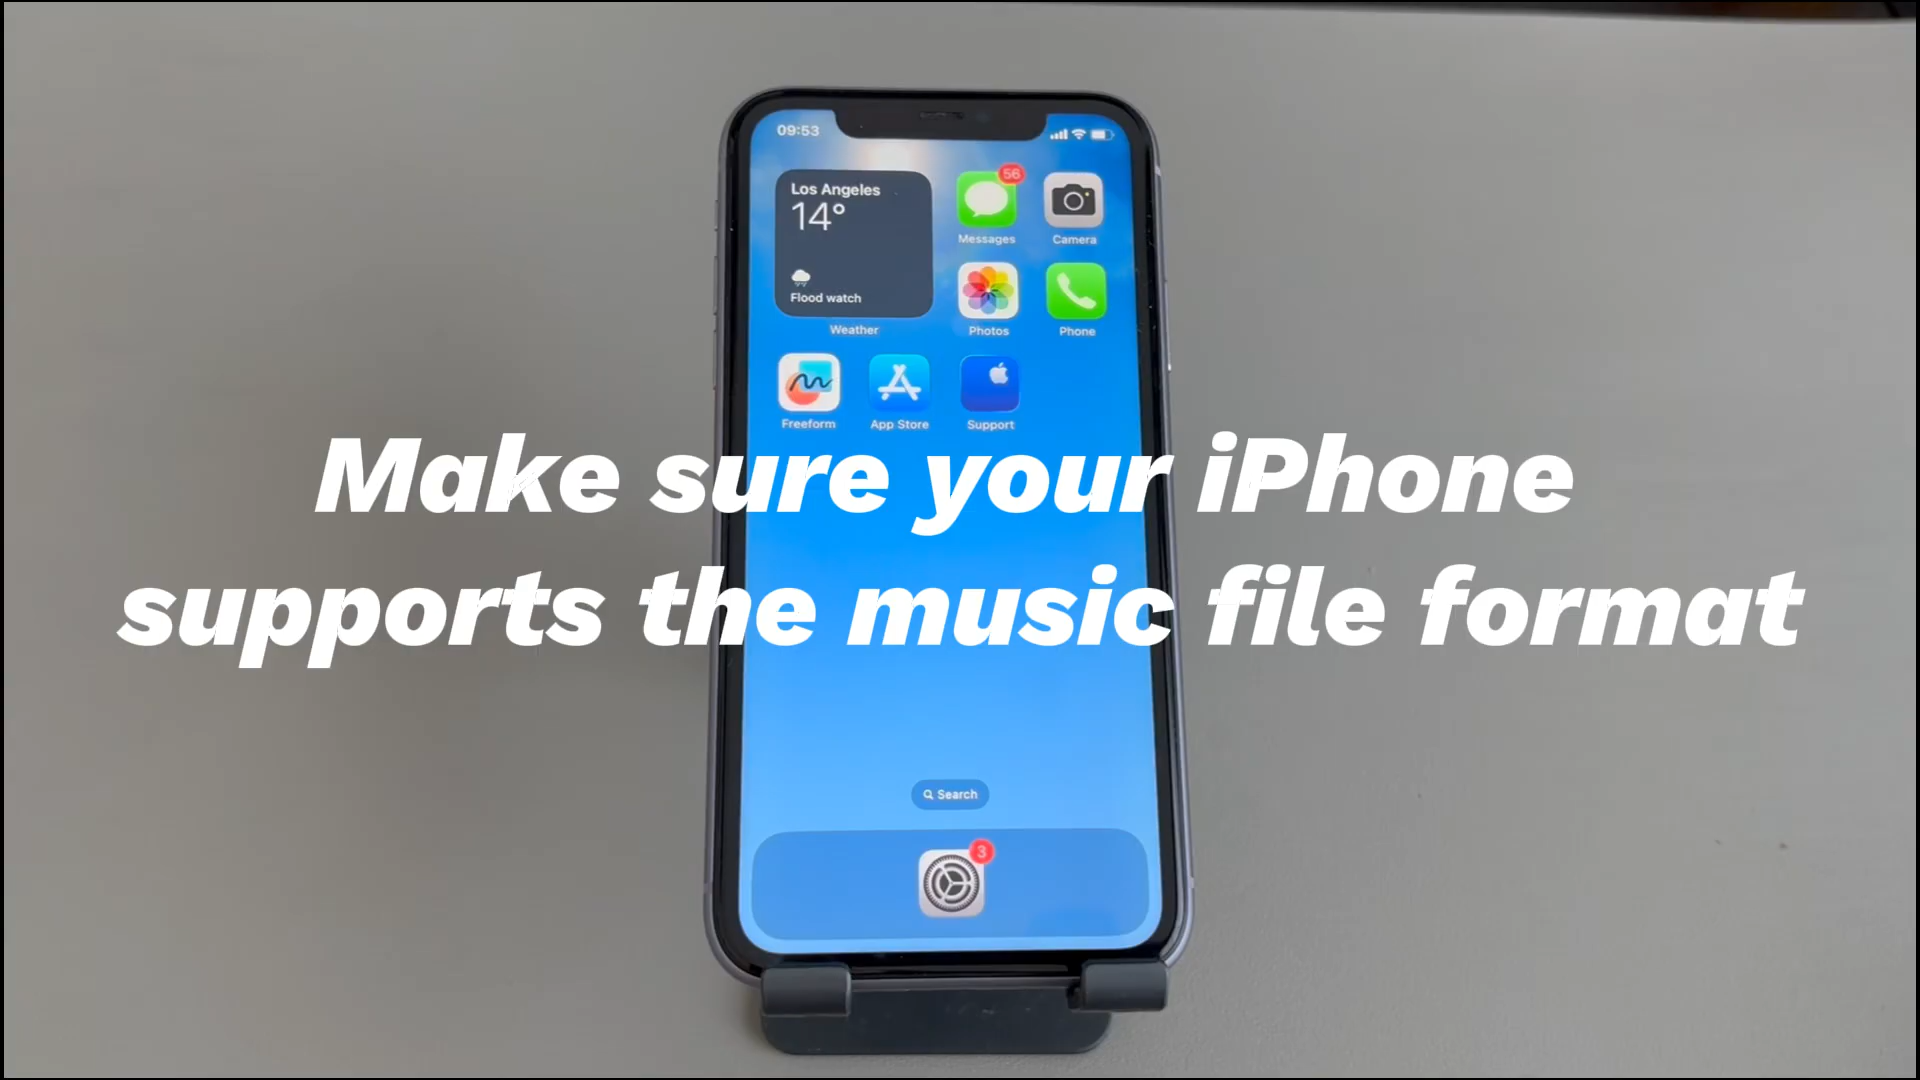 09:53
Los Angeles
14°
Flood watch
Weather
56
Messages
Camera
Photos
Phone
Freeform
App Store
Support
Make sure your iPhone
supports the music file format
Search
3